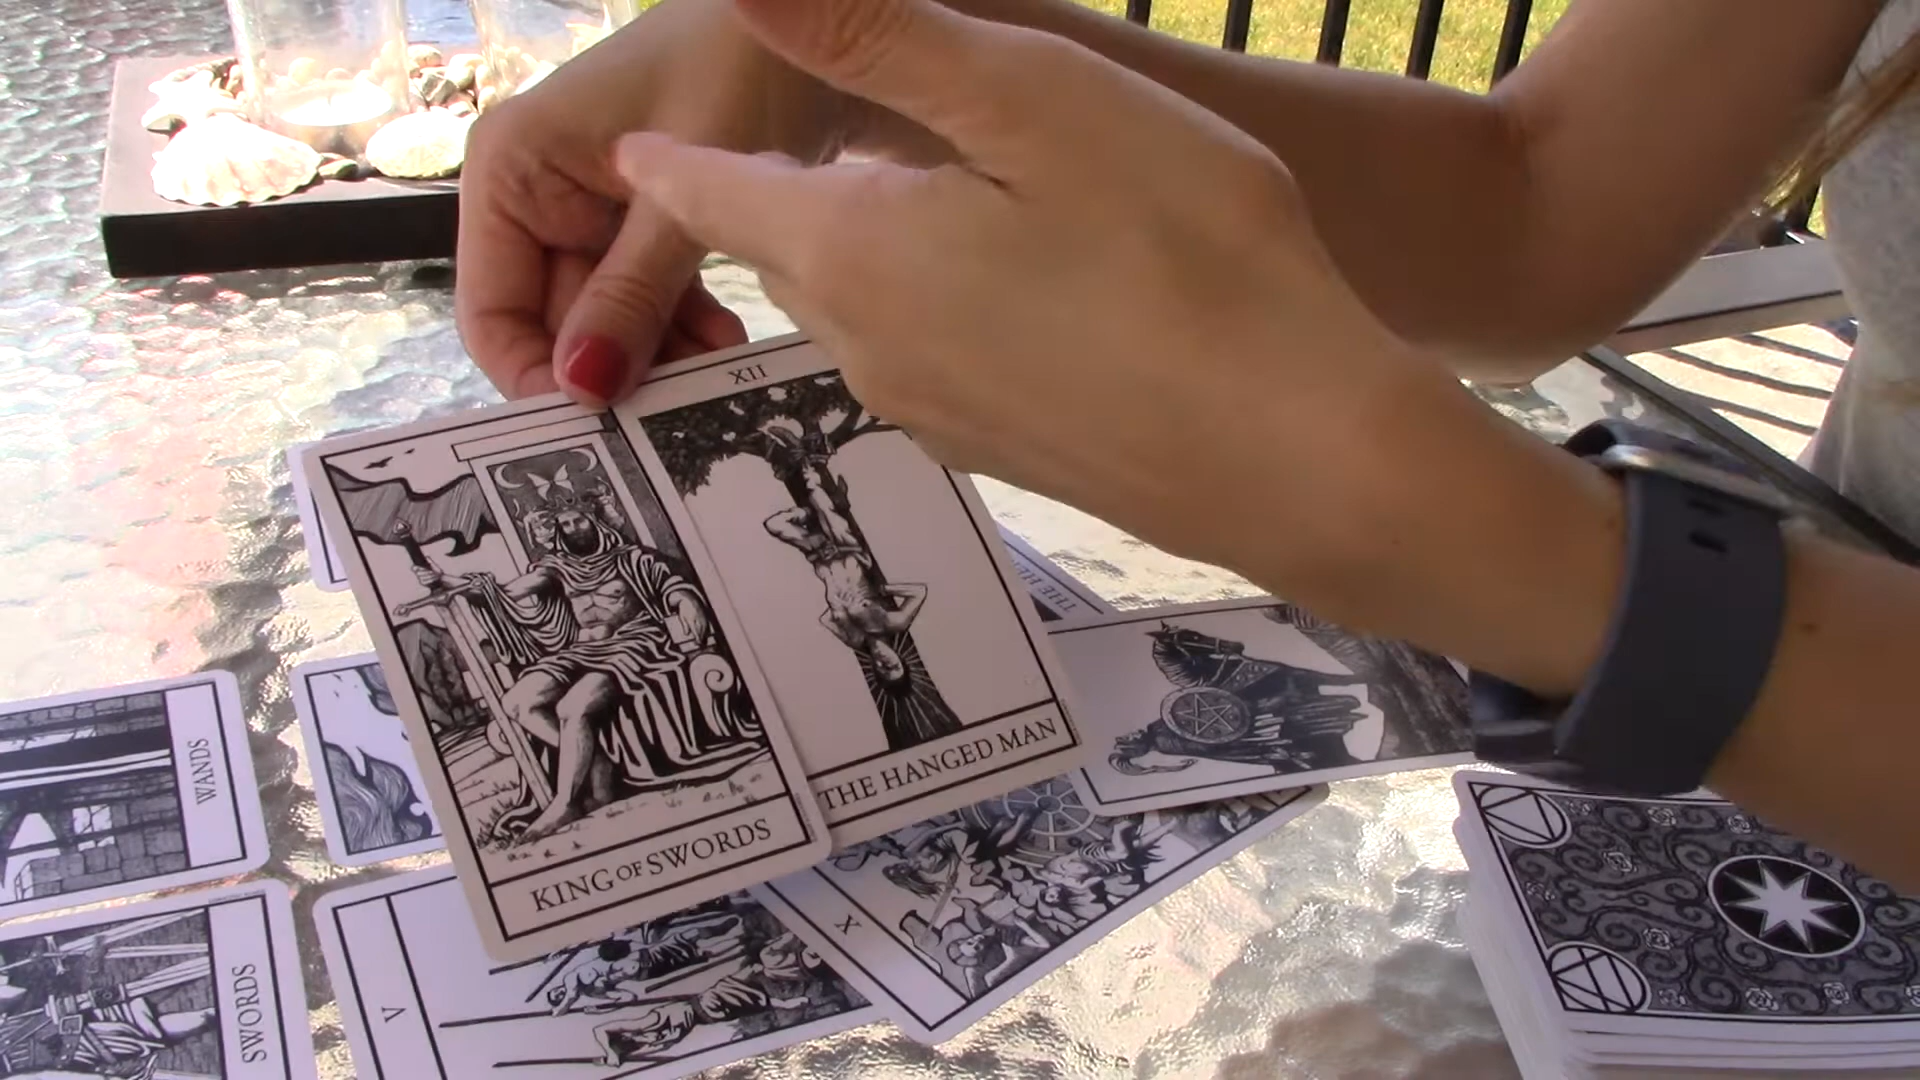 XII
KING OF SWORDS
THE HANGED MAN
WANDS
X
V
SWORDS